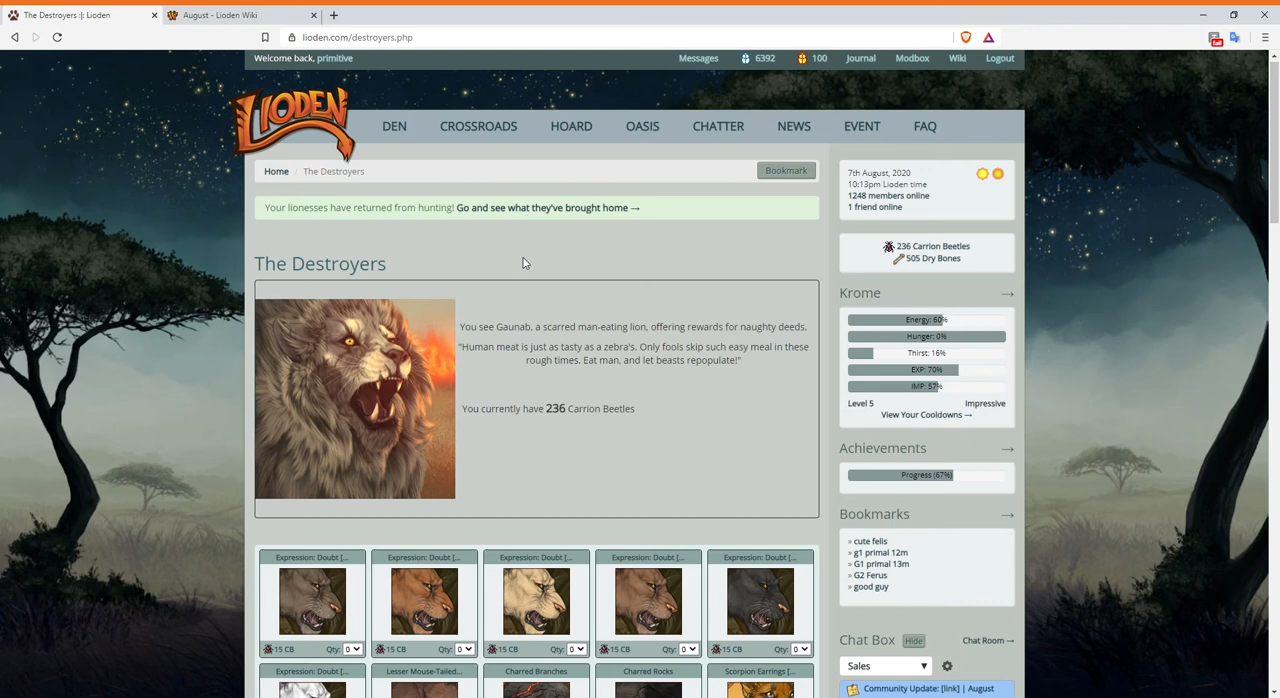 The Destroyers :|: Lioden
August - Lioden Wiki
lioden.com/destroyers.php
Welcome back, primitive
Messages 6392 100 Journal Modbox Wiki Logout
LIODEN
DEN CROSSROADS HOARD OASIS CHATTER NEWS EVENT FAQ
Home / The Destroyers
Bookmark
Your lionesses have returned from hunting! Go and see what they've brought home →
The Destroyers
You see Gaunab, a scarred man-eating lion, offering rewards for naughty deeds.
"Human meat is just as tasty as a zebra's. Only fools skip such easy meal in these
rough times. Eat man, and let beasts repopulate!"
You currently have 236 Carrion Beetles
Expression: Doubt [... Expression: Doubt [... Expression: Doubt [... Expression: Doubt [... Expression: Doubt [...
15 CB Qty: 0 15 CB Qty: 0 15 CB Qty: 0 15 CB Qty: 0 15 CB Qty: 0
Expression: Doubt [... Lesser Mouse-Tailed... Charred Branches Charred Rocks Scorpion Earrings [...
7th August, 2020
10:13pm Lioden time
1248 members online
1 friend online
236 Carrion Beetles
505 Dry Bones
Krome →
Energy: 60%
Hunger: 0%
Thirst: 16%
EXP: 70%
IMP: 57%
Level 5 Impressive
View Your Cooldowns →
Achievements →
Progress (67%)
Bookmarks →
» cute felis
» g1 primal 12m
» G1 primal 13m
» G2 Ferus
» good guy
Chat Box Hide Chat Room →
Sales
Community Update: [link] | August